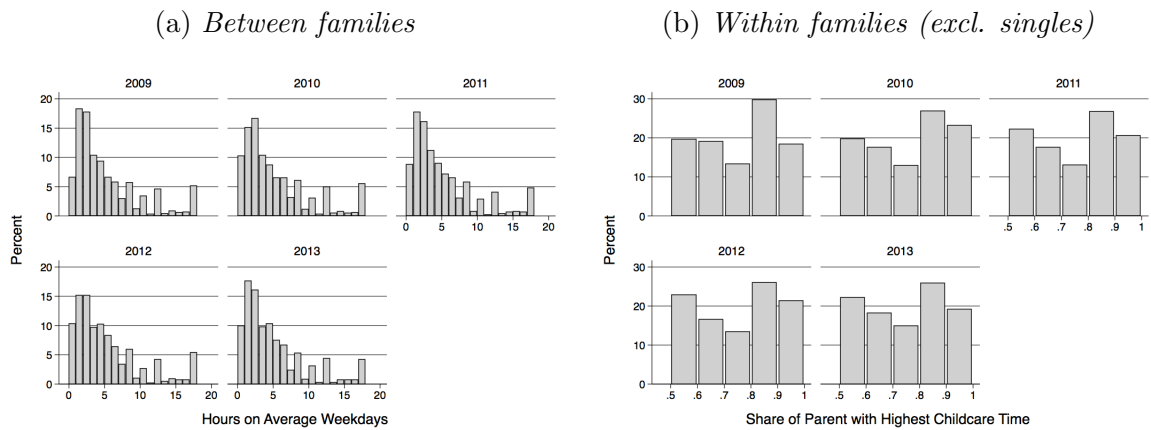 (a) Between families
(b) Within families (excl. singles)
2009
2010
2011
20
15
10
5
0
0 5 10 15 20
2012
2013
20
15
10
5
0
0 5 10 15 20
0 5 10 15 20
Percent
Hours on Average Weekdays
2009
2010
2011
30
20
10
0
.5 .6 .7 .8 .9 1
2012
2013
30
20
10
0
.5 .6 .7 .8 .9 1
.5 .6 .7 .8 .9 1
Percent
Share of Parent with Highest Childcare Time